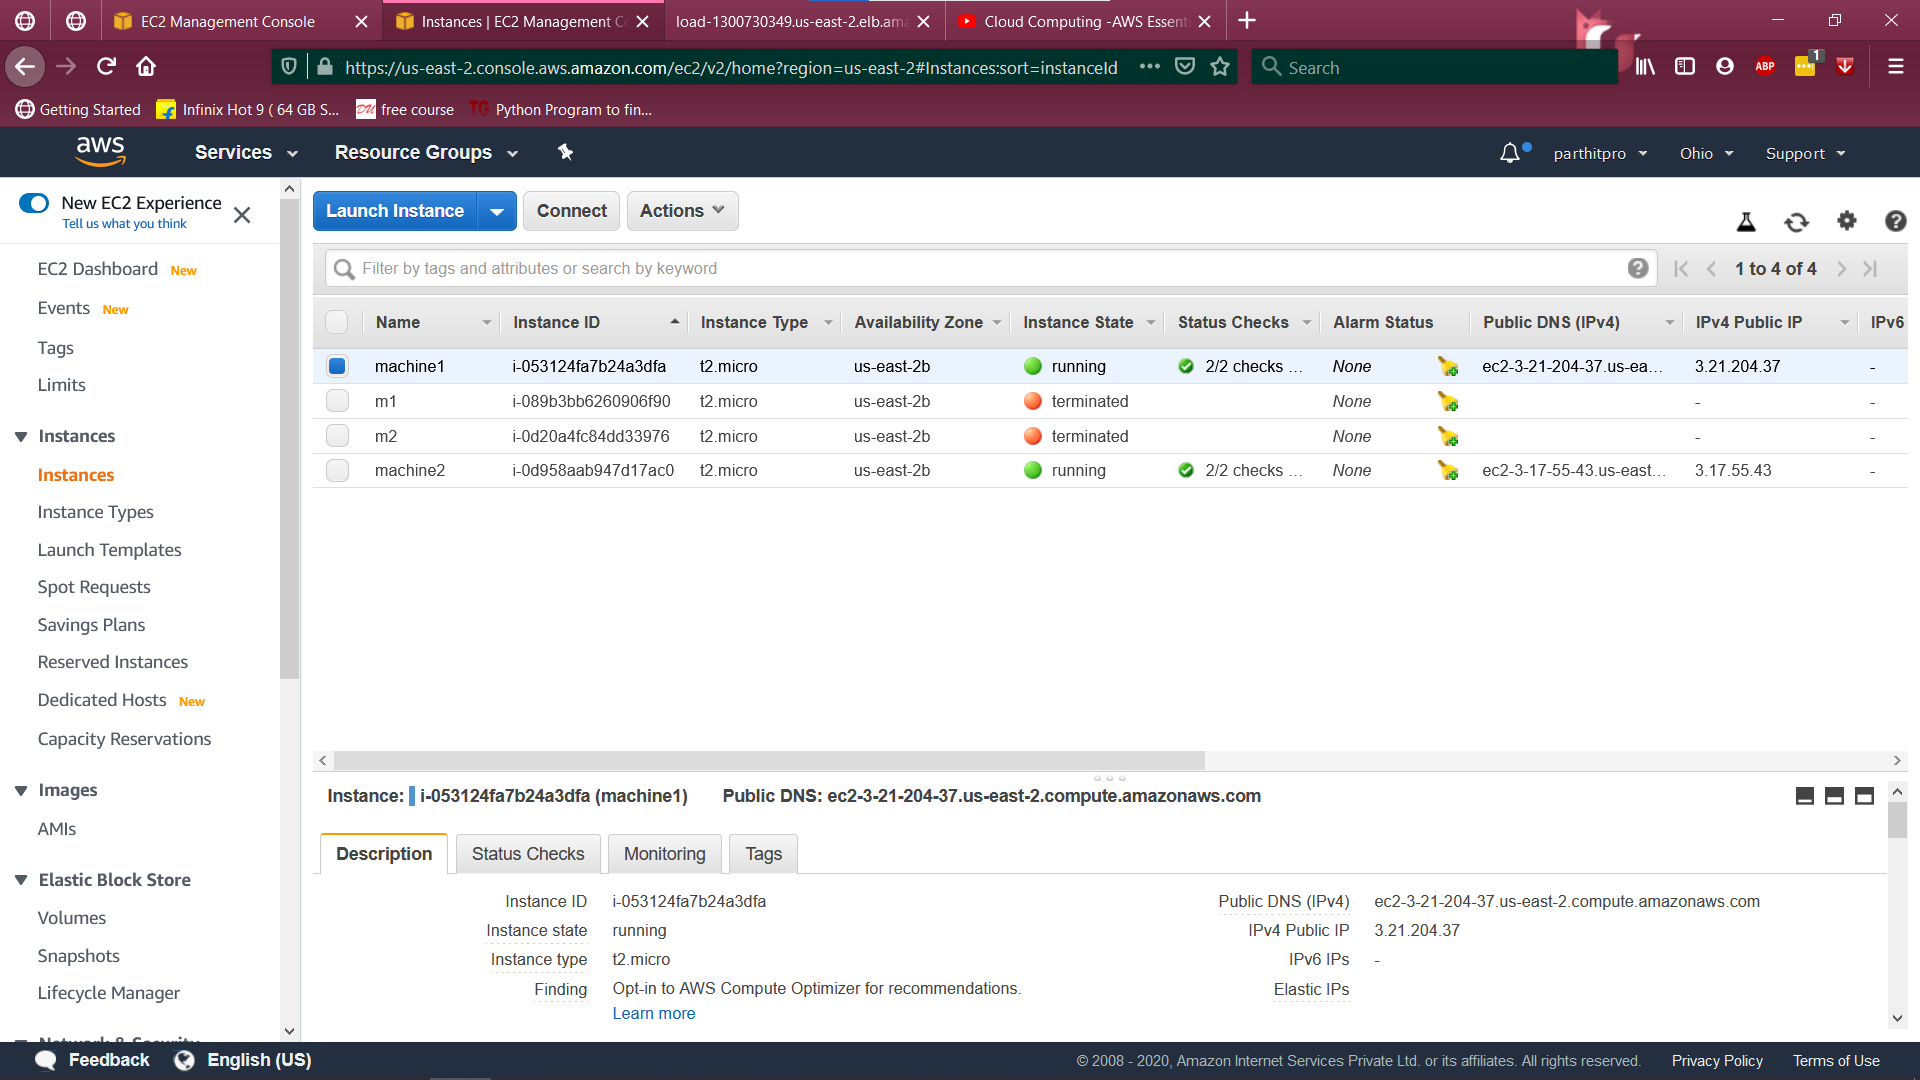 EC2 Management Console
Instances | EC2 Management Co
load-1300730349.us-east-2.elb.ama
Cloud Computing -AWS Essent
https://us-east-2.console.aws.amazon.com/ec2/v2/home?region=us-east-2#Instances:sort=instanceId
Search
ABP
1
Getting Started
Infinix Hot 9 ( 64 GB S...
DU free course
TG Python Program to fin...
aws
Services
Resource Groups
parthitpro
Ohio
Support
New EC2 Experience
Tell us what you think
EC2 Dashboard New
Events New
Tags
Limits
Instances
Instances
Instance Types
Launch Templates
Spot Requests
Savings Plans
Reserved Instances
Dedicated Hosts New
Capacity Reservations
Images
AMIs
Elastic Block Store
Volumes
Snapshots
Lifecycle Manager
Network & Security
Launch Instance
Connect
Actions
Filter by tags and attributes or search by keyword
1 to 4 of 4
Name Instance ID Instance Type Availability Zone Instance State Status Checks Alarm Status Public DNS (IPv4) IPv4 Public IP IPv6
machine1 i-053124fa7b24a3dfa t2.micro us-east-2b running 2/2 checks ... None ec2-3-21-204-37.us-ea... 3.21.204.37 -
m1 i-089b3bb6260906f90 t2.micro us-east-2b terminated None - -
m2 i-0d20a4fc84dd33976 t2.micro us-east-2b terminated None - -
machine2 i-0d958aab947d17ac0 t2.micro us-east-2b running 2/2 checks ... None ec2-3-17-55-43.us-east... 3.17.55.43 -
Instance: i-053124fa7b24a3dfa (machine1) Public DNS: ec2-3-21-204-37.us-east-2.compute.amazonaws.com
Description
Status Checks
Monitoring
Tags
Instance ID i-053124fa7b24a3dfa
Instance state running
Instance type t2.micro
Finding Opt-in to AWS Compute Optimizer for recommendations.
Learn more
Public DNS (IPv4) ec2-3-21-204-37.us-east-2.compute.amazonaws.com
IPv4 Public IP 3.21.204.37
IPv6 IPs -
Elastic IPs
Feedback
English (US)
© 2008 - 2020, Amazon Internet Services Private Ltd. or its affiliates. All rights reserved.
Privacy Policy
Terms of Use